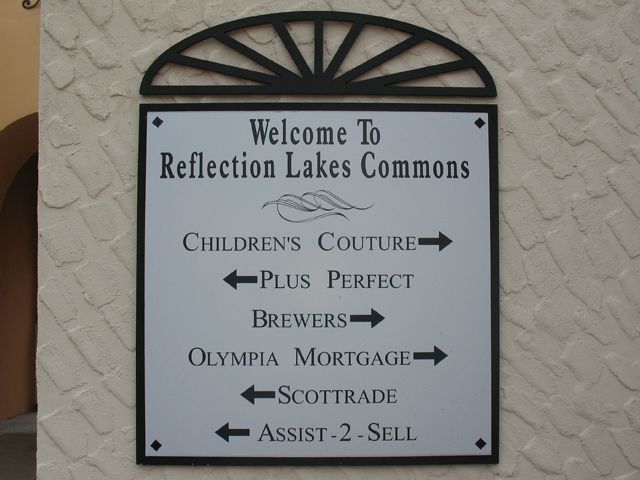 Welcome To
Reflection Lakes Commons
CHILDREN'S COUTURE
PLUS PERFECT
BREWERS
OLYMPIA MORTGAGE
SCOTTRADE
ASSIST-2-SELL